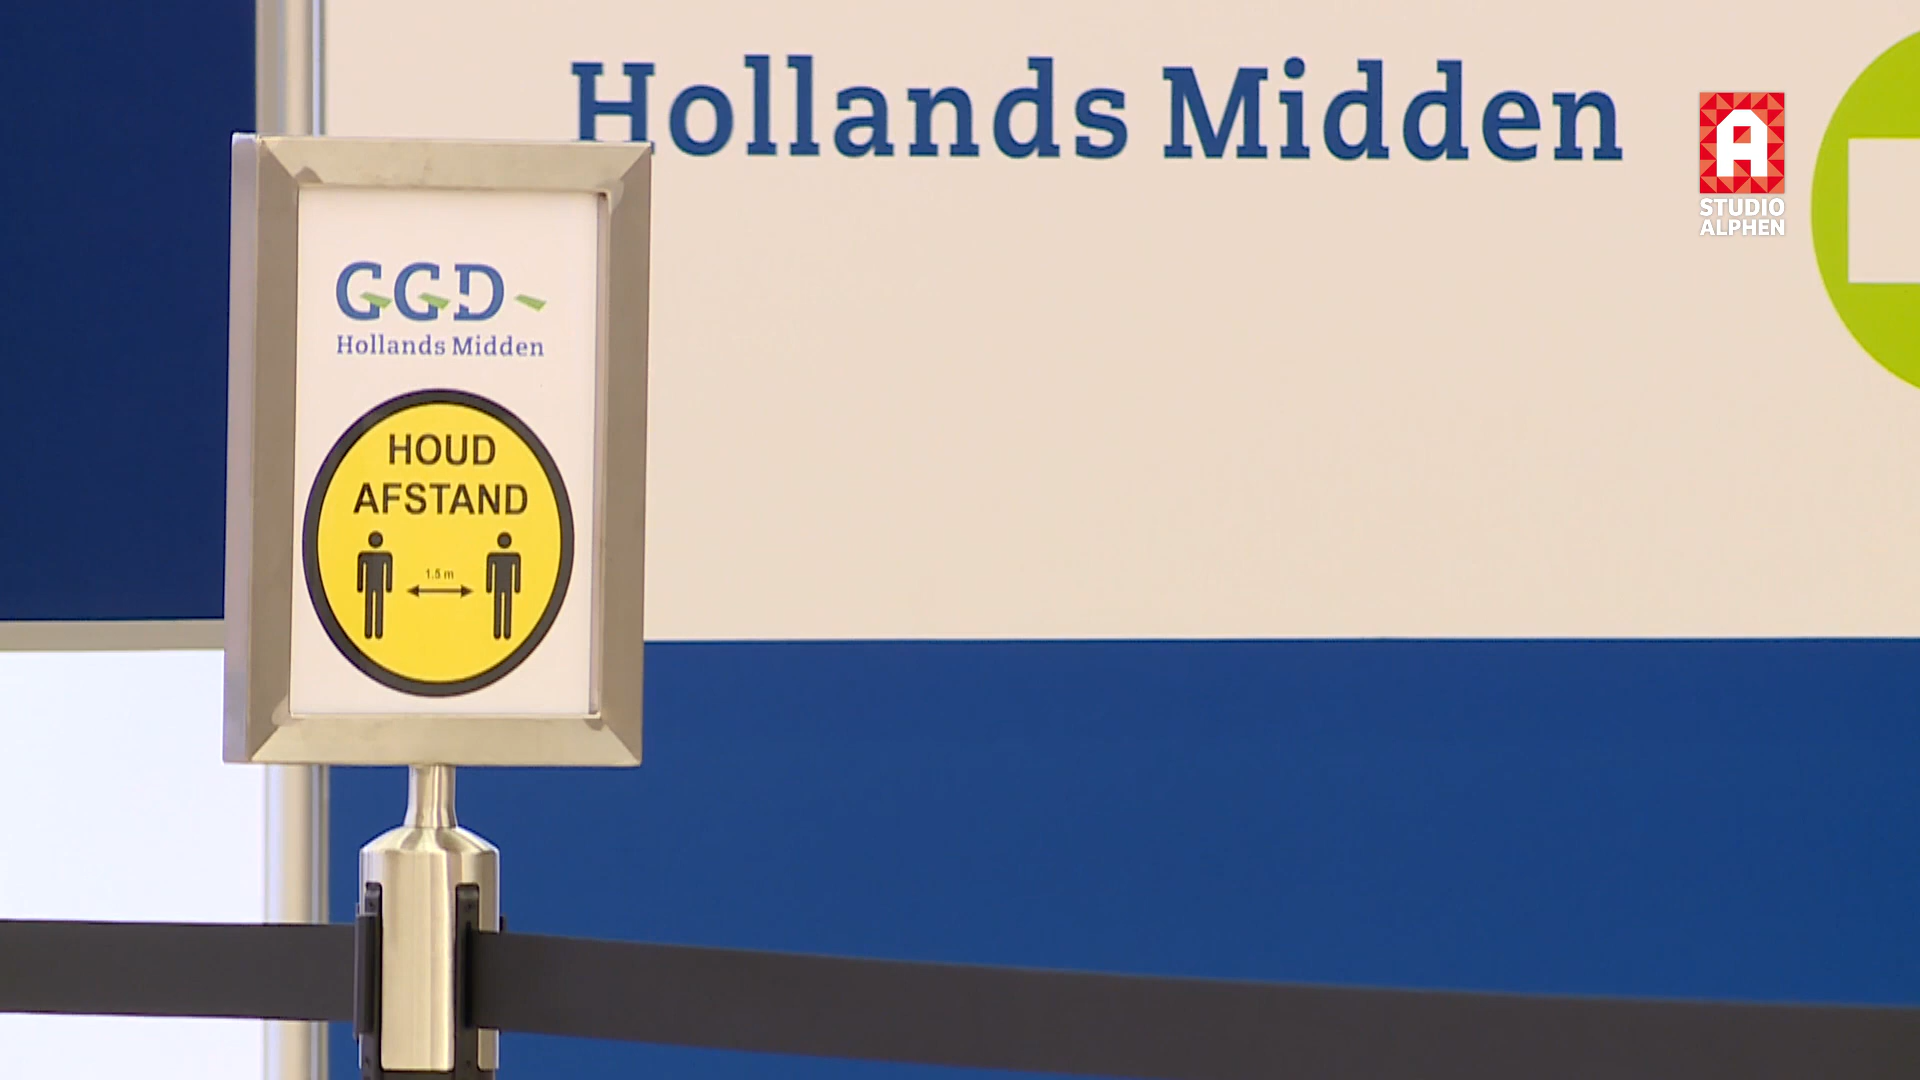 Hollands Midden
STUDIO
ALPHEN
GGD
Hollands Midden
HOUD
AFSTAND
1.5 m